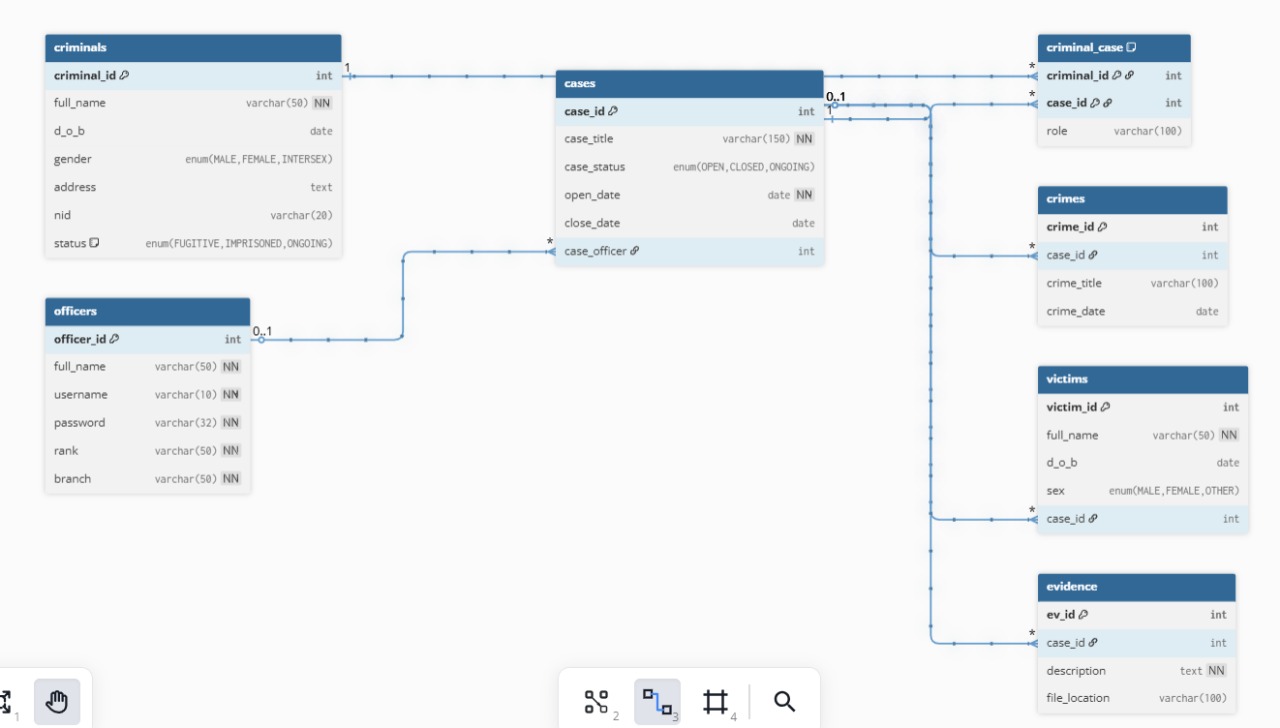 criminals
criminal_id int
full_name varchar(50) NN
d_o_b date
gender enum(MALE,FEMALE,INTERSEX)
address text
nid varchar(20)
status enum(FUGITIVE,IMPRISONED,ONGOING)
1
officers
officer_id int
full_name varchar(50) NN
username varchar(10) NN
password varchar(32) NN
rank varchar(50) NN
branch varchar(50) NN
0..1
*
cases
case_id int
case_title varchar(150) NN
case_status enum(OPEN,CLOSED,ONGOING)
open_date date NN
close_date date
case_officer int
0..1
1
*
*
criminal_case
criminal_id int
case_id int
role varchar(100)
crimes
crime_id int
*
case_id int
crime_title varchar(100)
crime_date date
victims
victim_id int
full_name varchar(50) NN
d_o_b date
sex enum(MALE,FEMALE,OTHER)
*
case_id int
evidence
ev_id int
*
case_id int
description text NN
file_location varchar(100)
1
2
3
4